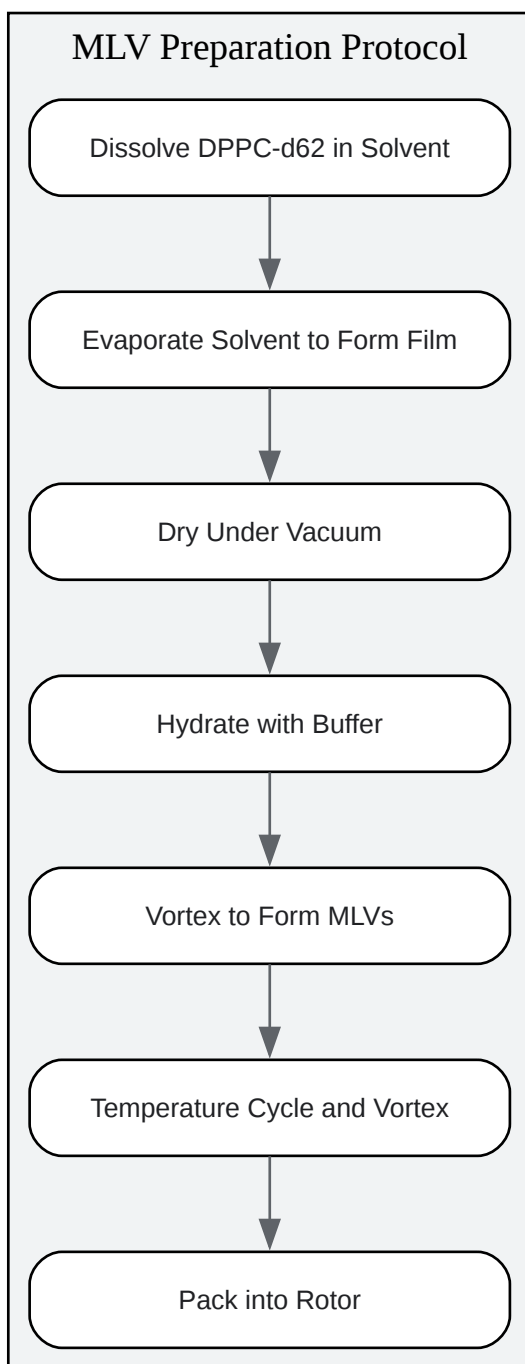 MLV Preparation Protocol
Dissolve DPPC-d62 in Solvent
Evaporate Solvent to Form Film
Dry Under Vacuum
Hydrate with Buffer
Vortex to Form MLVs
Temperature Cycle and Vortex
Pack into Rotor